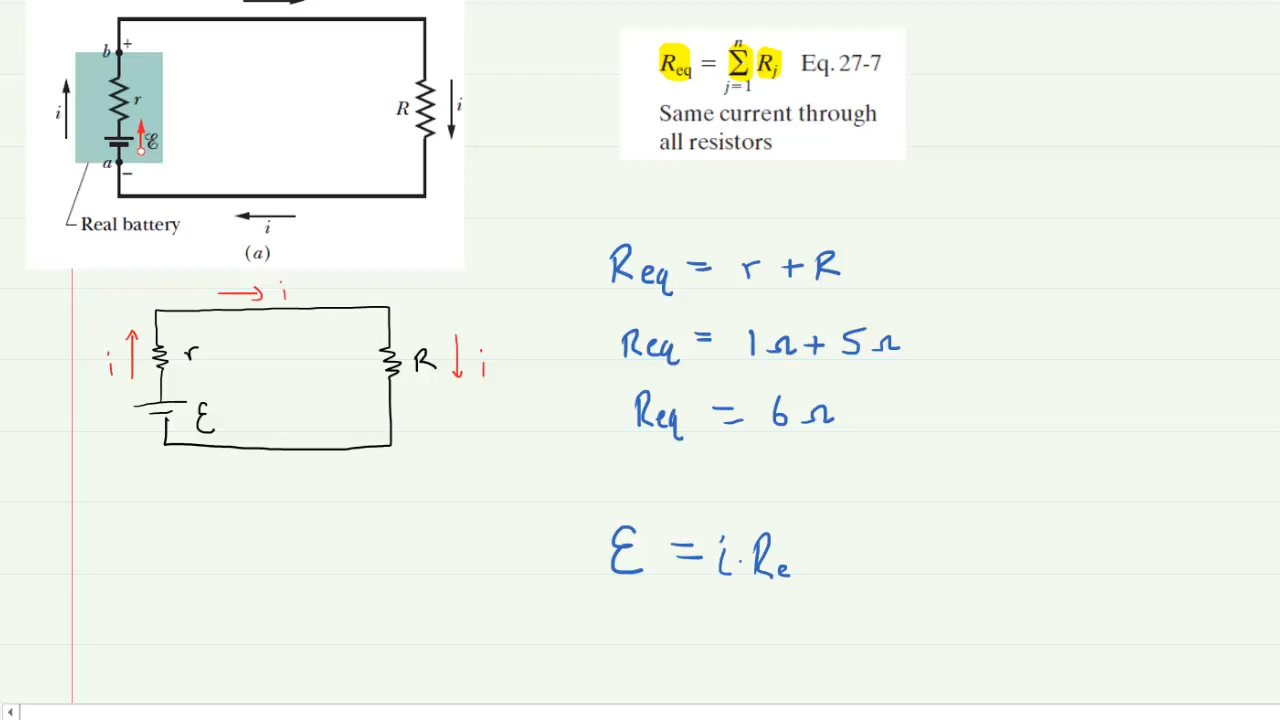 b +
r
i
ℰ
a
−
R
i
Real battery
i
(a)
R_eq = Σ_{j=1}^{n} R_j Eq. 27-7
Same current through
all resistors
i
i
r
R
i
ℰ
Req = r + R
Req = 1Ω + 5Ω
Req = 6Ω
ℰ = i·Re